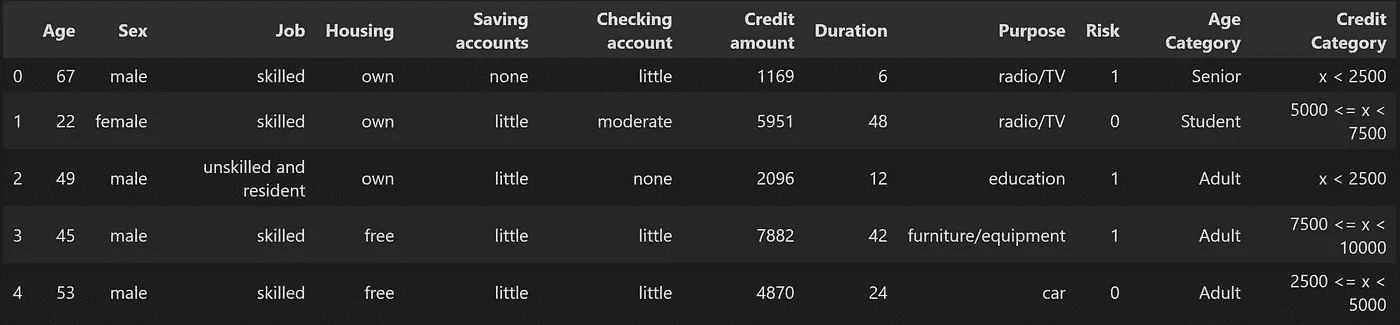 Age Sex Job Housing Saving accounts Checking account Credit amount Duration Purpose Risk Age Category Credit Category
0 67 male skilled own none little 1169 6 radio/TV 1 Senior x < 2500
1 22 female skilled own little moderate 5951 48 radio/TV 0 Student 5000 <= x < 7500
2 49 male unskilled and resident own little none 2096 12 education 1 Adult x < 2500
3 45 male skilled free little little 7882 42 furniture/equipment 1 Adult 7500 <= x < 10000
4 53 male skilled free little little 4870 24 car 0 Adult 2500 <= x < 5000